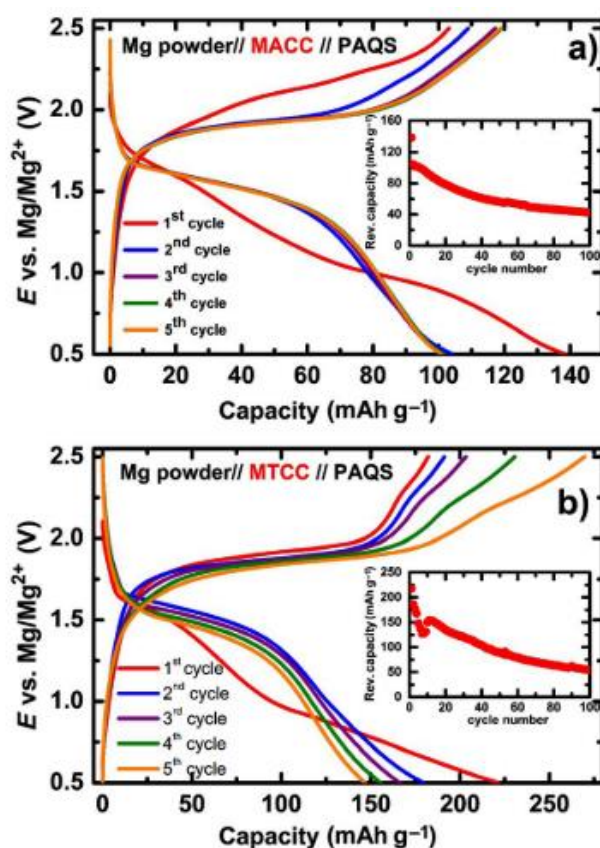 Mg powder// MACC // PAQS
a)
E vs. Mg/Mg²⁺ (V)
2.5
2.0
1.5
1.0
0.5
1st cycle
2nd cycle
3rd cycle
4th cycle
5th cycle
Rev. capacity (mAh g⁻¹)
160
120
80
40
0
0 20 40 60 80 100
cycle number
0 20 40 60 80 100 120 140
Capacity (mAh g⁻¹)
Mg powder// MTCC // PAQS
b)
E vs. Mg/Mg²⁺ (V)
2.5
2.0
1.5
1.0
0.5
1st cycle
2nd cycle
3rd cycle
4th cycle
5th cycle
Rev. capacity (mAh g⁻¹)
250
200
150
100
50
0
0 20 40 60 80 100
cycle number
0 50 100 150 200 250
Capacity (mAh g⁻¹)